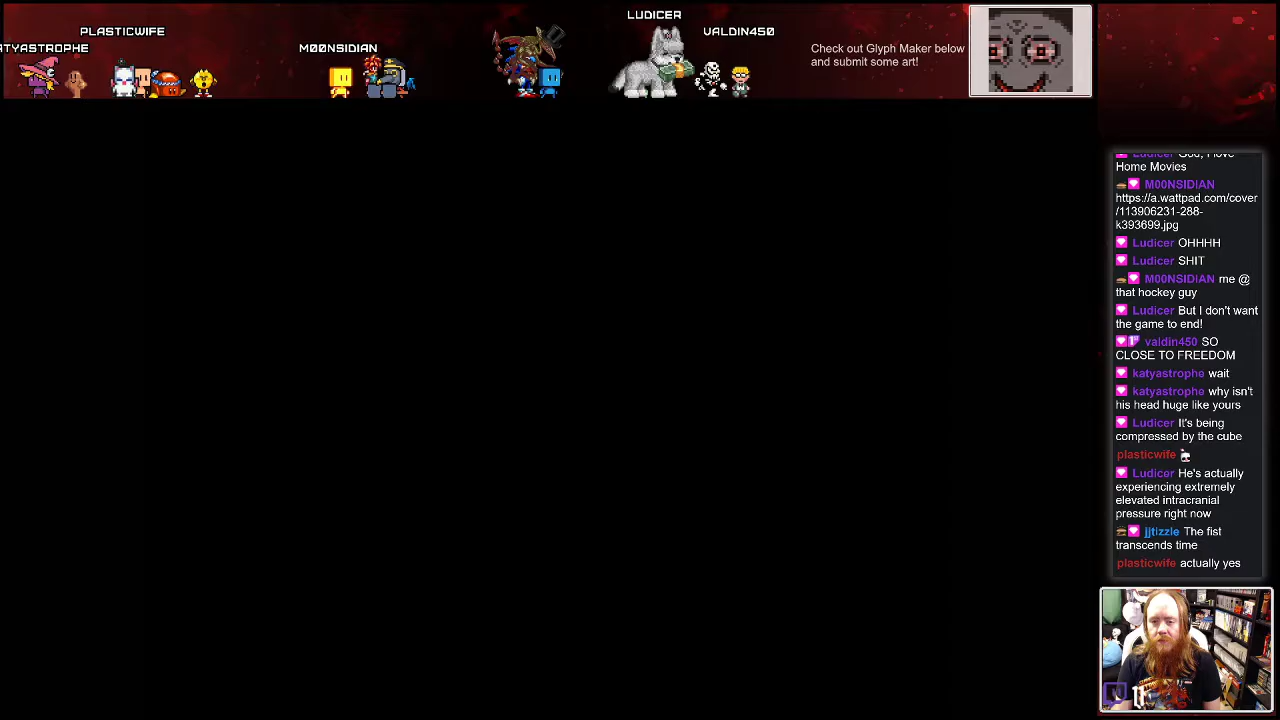 LUDICER
PLASTICWIFE
VALDIN450
ATYASTROPHE
M00NSIDIAN
Check out Glyph Maker below
and submit some art!
Home Movies
M00NSIDIAN
https://a.wattpad.com/cover
/113906231-288-
k393699.jpg
Ludicer OHHHH
Ludicer SHIT
M00NSIDIAN me @
that hockey guy
Ludicer But I don't want
the game to end!
valdin450 SO
CLOSE TO FREEDOM
katyastrophe wait
katyastrophe why isn't
his head huge like yours
Ludicer It's being
compressed by the cube
plasticwife
Ludicer He's actually
experiencing extremely
elevated intracranial
pressure right now
jjtizzle The fist
transcends time
plasticwife actually yes